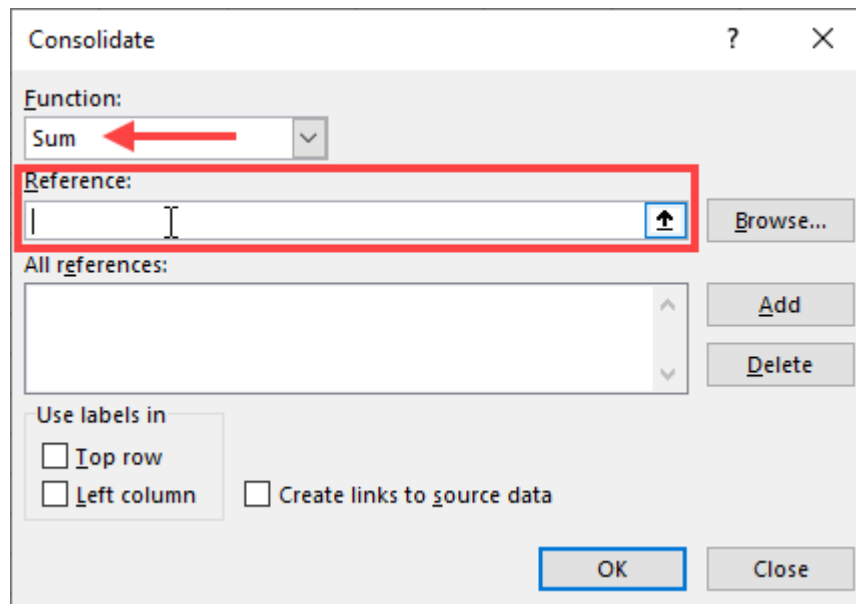 Consolidate ?
Function:
Sum
Reference:
Browse...
All references:
Add
Delete
Use labels in
Top row
Left column Create links to source data
OK Close